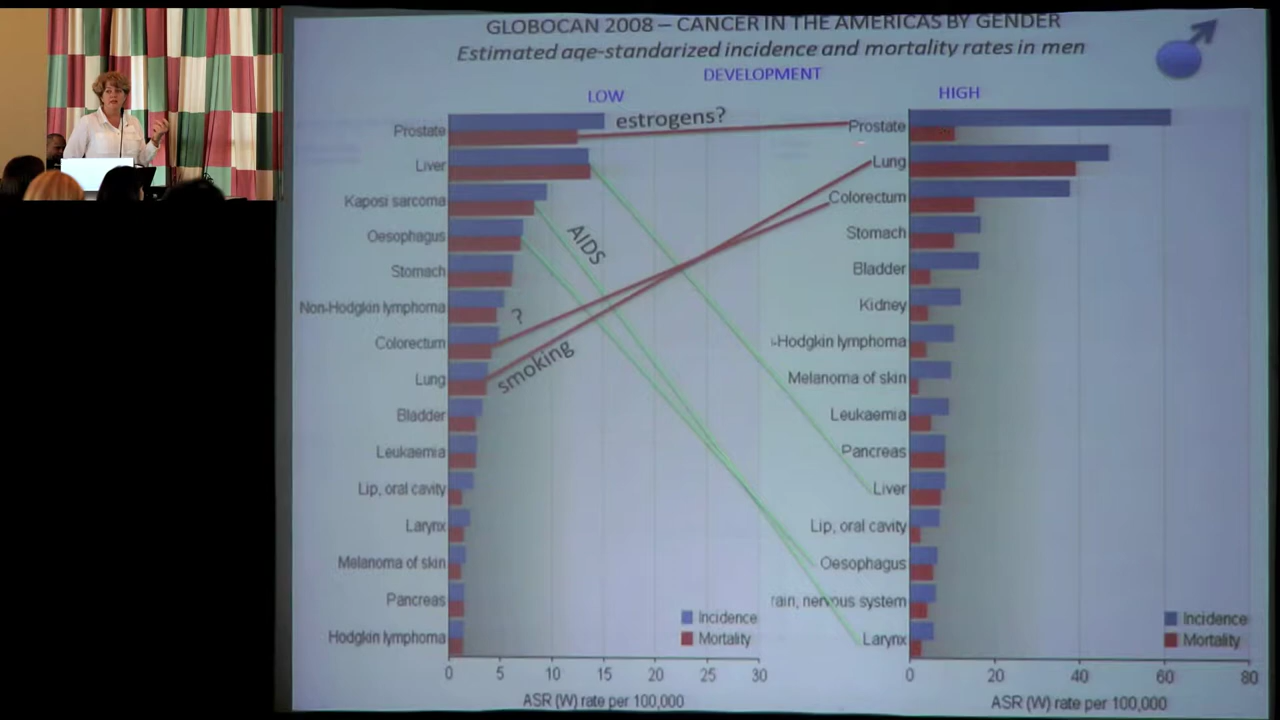 GLOBOCAN 2008 – CANCER IN THE AMERICAS BY GENDER
Estimated age-standarized incidence and mortality rates in men
DEVELOPMENT
LOW
HIGH
estrogens?
AIDS
?
smoking
Prostate
Liver
Kaposi sarcoma
Oesophagus
Stomach
Non-Hodgkin lymphoma
Colorectum
Lung
Bladder
Leukaemia
Lip, oral cavity
Larynx
Melanoma of skin
Pancreas
Hodgkin lymphoma
Incidence
Mortality
0 5 10 15 20 25 30
ASR (W) rate per 100,000
Prostate
Lung
Colorectum
Stomach
Bladder
Kidney
-Hodgkin lymphoma
Melanoma of skin
Leukaemia
Pancreas
Liver
Lip, oral cavity
Oesophagus
rain, nervous system
Larynx
Incidence
Mortality
0 20 40 60 80
ASR (W) rate per 100,000